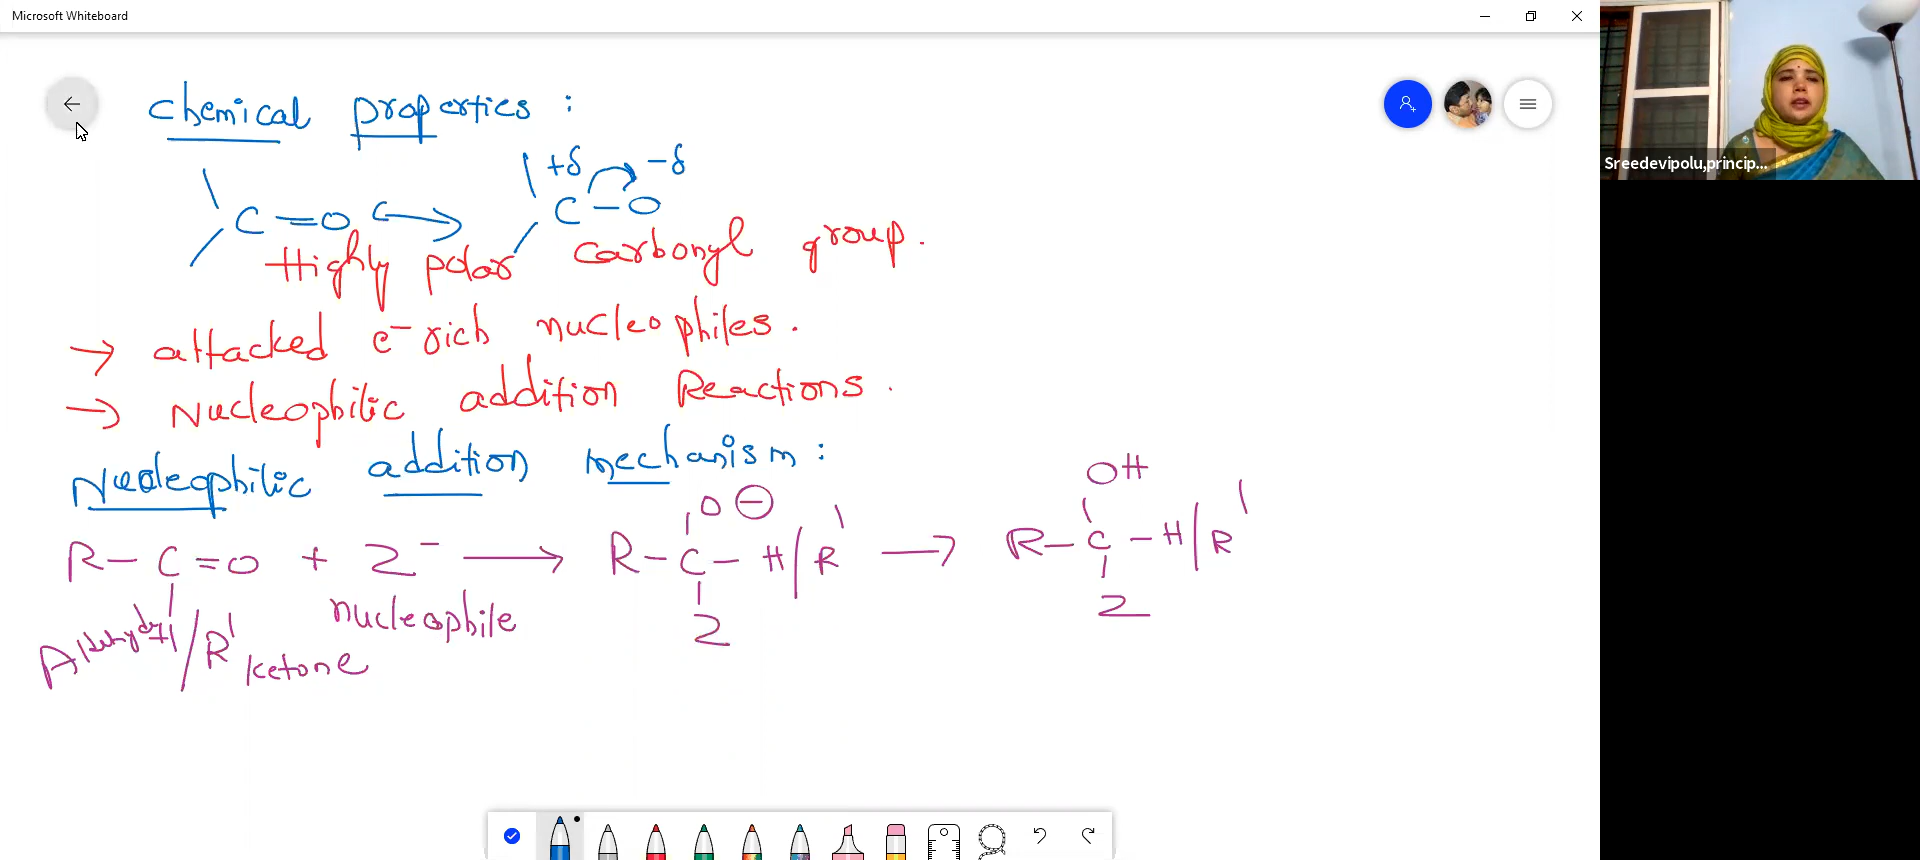 Microsoft Whiteboard
Chemical properties :
+δ -δ
C=O ⟷ C-O
Highly polar carbonyl group.
→ attacked e⁻ rich nucleophiles.
→ Nucleophilic addition Reactions.
Nucleophilic addition mechanism :
O ⊖ OH
R-C=O + Z⁻ ⟶ R-C-H/R' ⟶ R-C-H/R'
Z Z
nucleophile
Aldehyde H/R' ketone
Sreedevipolu,princip...